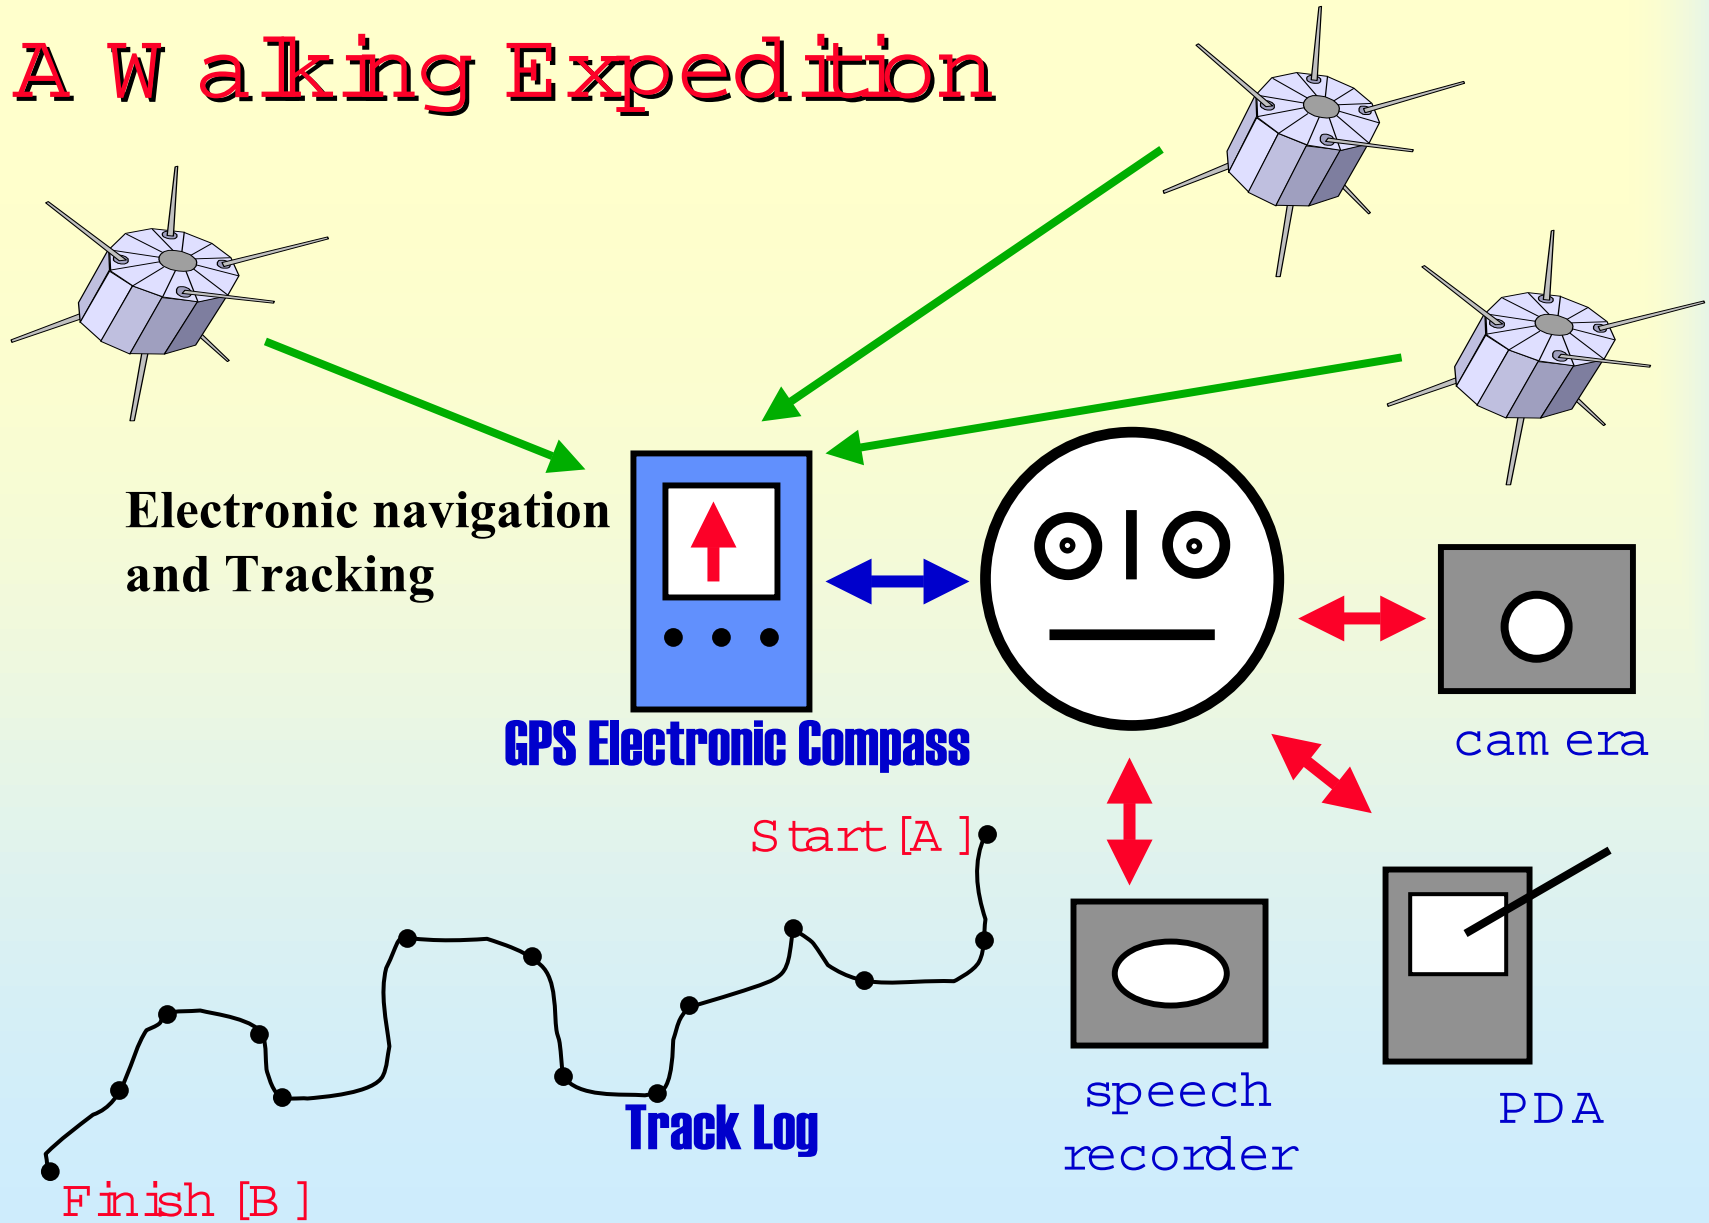 A Walking Expedition
Electronic navigation
and Tracking
GPS Electronic Compass
camera
Start [A]
Track Log
speech
recorder
PDA
Finish [B]